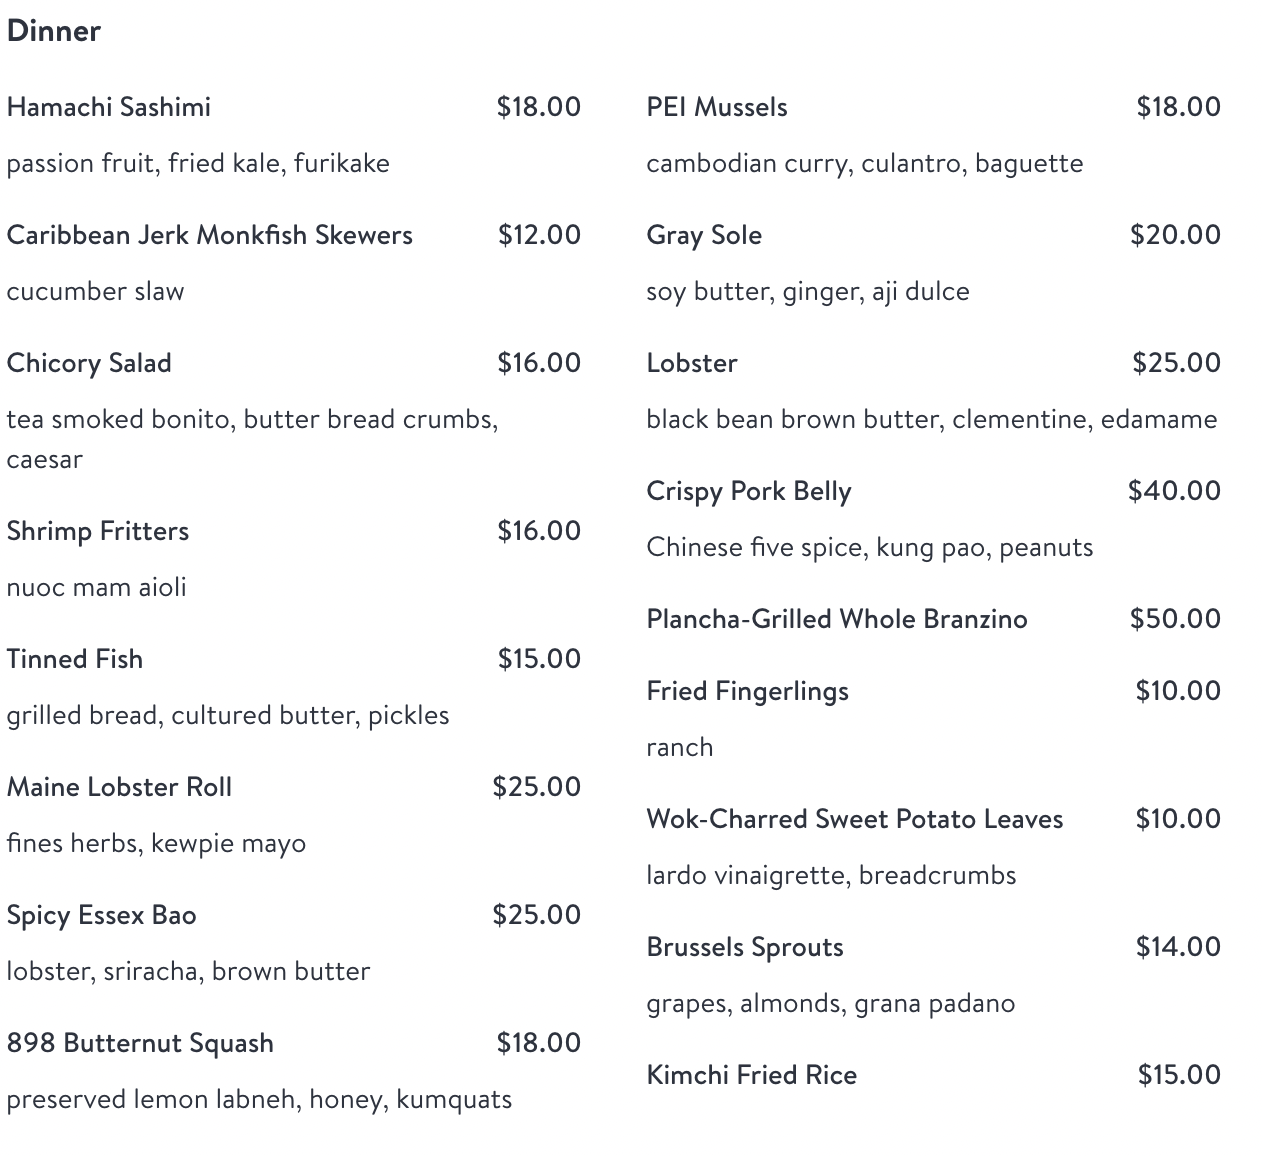 Dinner
Hamachi Sashimi $18.00
passion fruit, fried kale, furikake
Caribbean Jerk Monkfish Skewers $12.00
cucumber slaw
Chicory Salad $16.00
tea smoked bonito, butter bread crumbs,
caesar
Shrimp Fritters $16.00
nuoc mam aioli
Tinned Fish $15.00
grilled bread, cultured butter, pickles
Maine Lobster Roll $25.00
fines herbs, kewpie mayo
Spicy Essex Bao $25.00
lobster, sriracha, brown butter
898 Butternut Squash $18.00
preserved lemon labneh, honey, kumquats
PEI Mussels $18.00
cambodian curry, culantro, baguette
Gray Sole $20.00
soy butter, ginger, aji dulce
Lobster $25.00
black bean brown butter, clementine, edamame
Crispy Pork Belly $40.00
Chinese five spice, kung pao, peanuts
Plancha-Grilled Whole Branzino $50.00
Fried Fingerlings $10.00
ranch
Wok-Charred Sweet Potato Leaves $10.00
lardo vinaigrette, breadcrumbs
Brussels Sprouts $14.00
grapes, almonds, grana padano
Kimchi Fried Rice $15.00